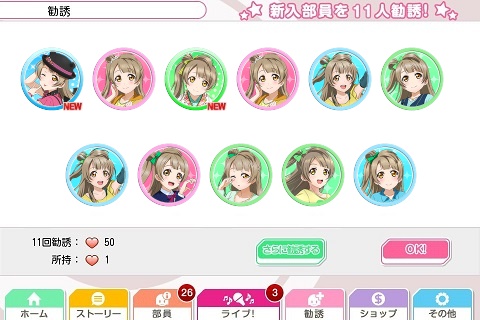 勧誘
新入部員を11人勧誘!
NEW
NEW
11回勧誘： 50
所持： 1
さらに勧誘する
OK!
26
3
ホーム
ストーリー
部員
ライブ!
勧誘
ショップ
その他